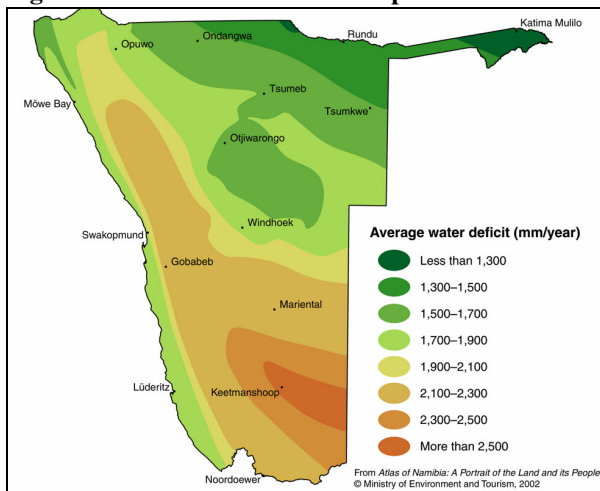 Katima Mulilo
Ondangwa
Rundu
Opuwo
Tsumeb
Möwe Bay
Tsumkwe
Otjiwarongo
Windhoek
Swakopmund
Gobabeb
Mariental
Lüderitz
Keetmanshoop
Noordoewer
Average water deficit (mm/year)
Less than 1,300
1,300–1,500
1,500–1,700
1,700–1,900
1,900–2,100
2,100–2,300
2,300–2,500
More than 2,500
From Atlas of Namibia: A Portrait of the Land and its People
© Ministry of Environment and Tourism, 2002